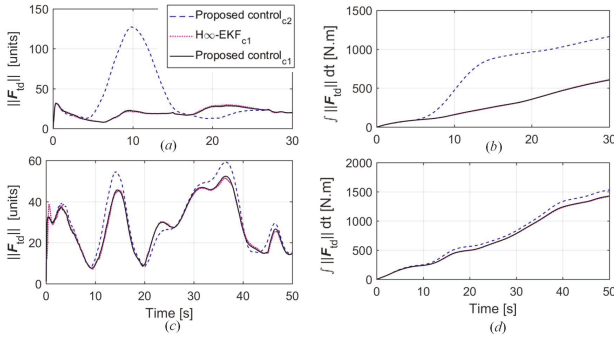 150
100
50
0
||F_td|| [units]
0
10
20
30
(a)
Proposed control_c2
H∞-EKF_c1
Proposed control_c1
1500
1000
500
0
∫ ||F_td|| dt [N.m]
0
10
20
30
(b)
60
40
20
0
||F_td|| [units]
0
10
20
30
40
50
Time [s]
(c)
2000
1500
1000
500
0
∫ ||F_td|| dt [N.m]
0
10
20
30
40
50
Time [s]
(d)